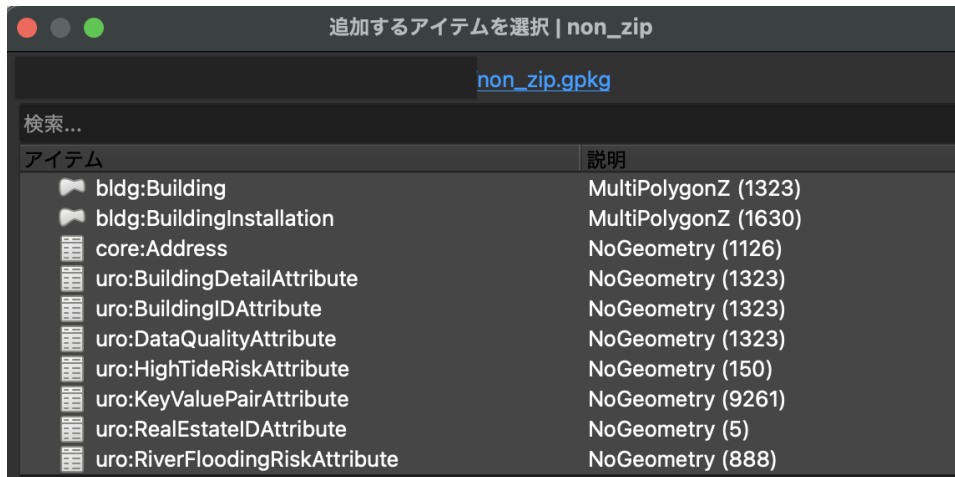 追加するアイテムを選択 | non_zip
non_zip.gpkg
検索...
アイテム 説明
bldg:Building MultiPolygonZ (1323)
bldg:BuildingInstallation MultiPolygonZ (1630)
core:Address NoGeometry (1126)
uro:BuildingDetailAttribute NoGeometry (1323)
uro:BuildingIDAttribute NoGeometry (1323)
uro:DataQualityAttribute NoGeometry (1323)
uro:HighTideRiskAttribute NoGeometry (150)
uro:KeyValuePairAttribute NoGeometry (9261)
uro:RealEstateIDAttribute NoGeometry (5)
uro:RiverFloodingRiskAttribute NoGeometry (888)